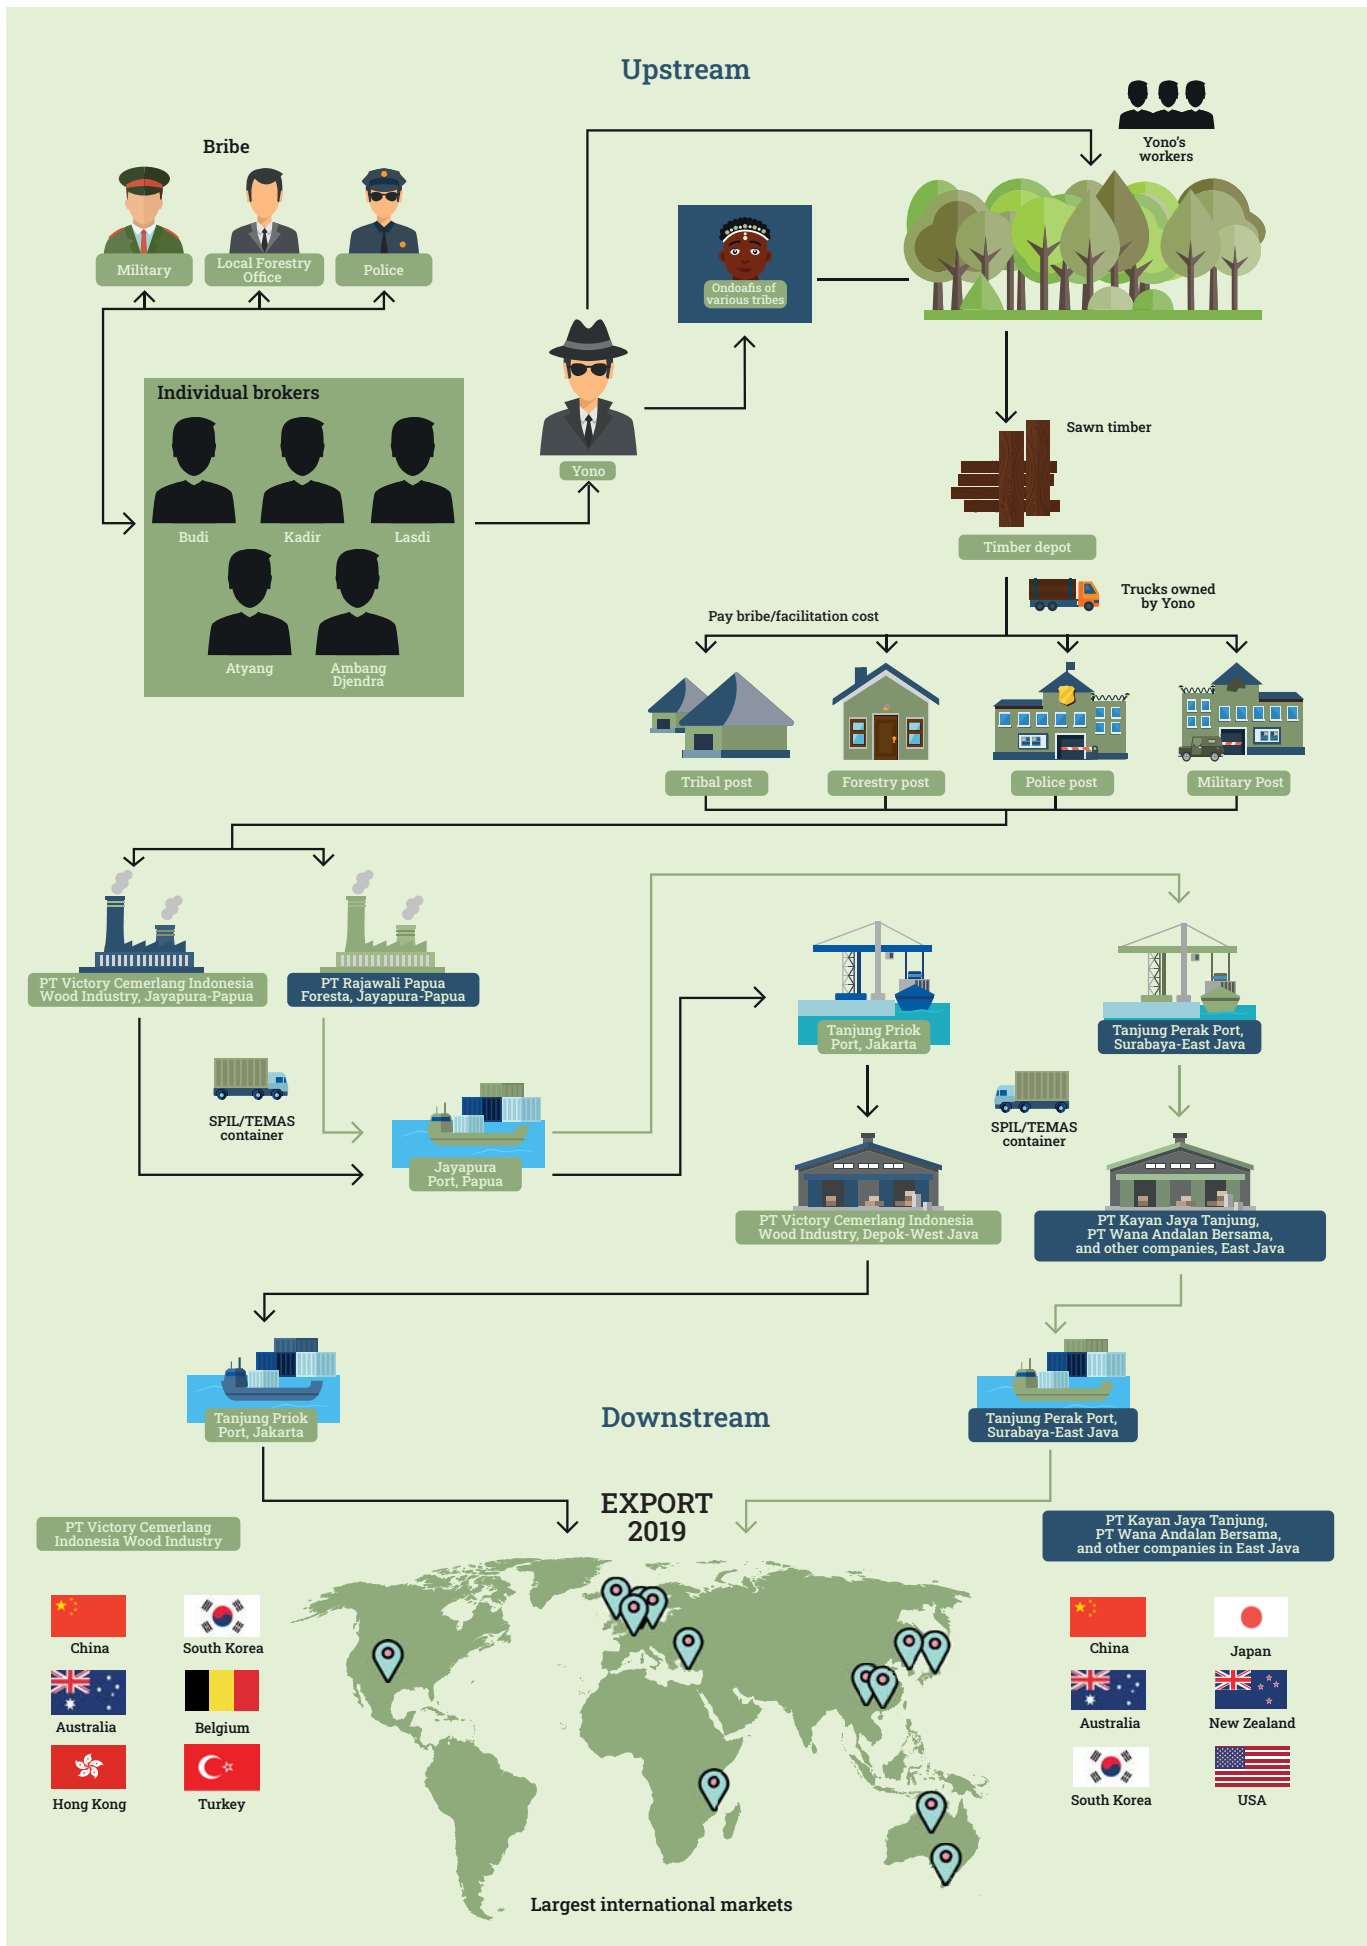 Upstream
Yono's
workers
Bribe
Military
Local Forestry
Office
Police
Ondoafis of
various tribes
Individual brokers
Budi
Kadir
Lasdi
Atyang
Ambang
Djendra
Yono
Sawn timber
Timber depot
Trucks owned
by Yono
Pay bribe/facilitation cost
Tribal post
Forestry post
Police post
Military Post
PT Victory Cemerlang Indonesia
Wood Industry, Jayapura-Papua
PT Rajawali Papua
Foresta, Jayapura-Papua
Tanjung Priok
Port, Jakarta
Tanjung Perak Port,
Surabaya-East Java
SPIL/TEMAS
container
SPIL/TEMAS
container
Jayapura
Port, Papua
PT Victory Cemerlang Indonesia
Wood Industry, Depok-West Java
PT Kayan Jaya Tanjung,
PT Wana Andalan Bersama,
and other companies, East Java
Tanjung Priok
Port, Jakarta
Downstream
Tanjung Perak Port,
Surabaya-East Java
EXPORT
2019
PT Victory Cemerlang
Indonesia Wood Industry
PT Kayan Jaya Tanjung,
PT Wana Andalan Bersama,
and other companies in East Java
China
South Korea
Australia
Belgium
Hong Kong
Turkey
China
Japan
Australia
New Zealand
South Korea
USA
Largest international markets